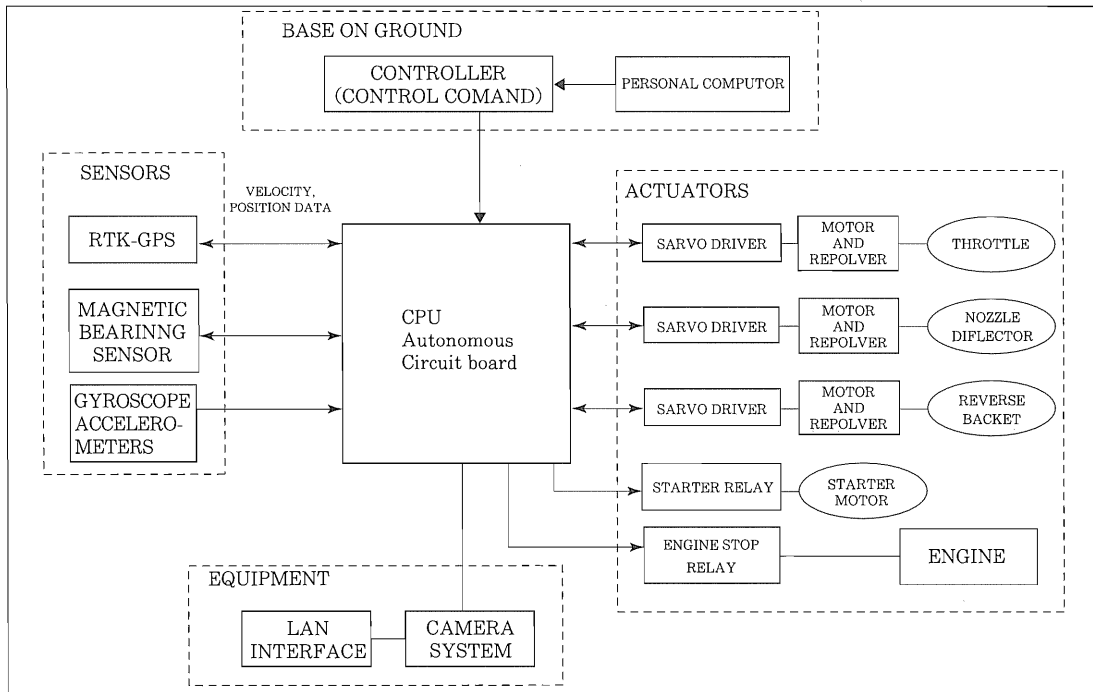 BASE ON GROUND
CONTROLLER
(CONTROL COMAND)
PERSONAL COMPUTOR
SENSORS
VELOCITY,
POSITION DATA
RTK-GPS
MAGNETIC
BEARINNG
SENSOR
GYROSCOPE
ACCELERO-
METERS
CPU
Autonomous
Circuit board
ACTUATORS
SARVO DRIVER
MOTOR
AND
REPOLVER
THROTTLE
SARVO DRIVER
MOTOR
AND
REPOLVER
NOZZLE
DIFLECTOR
SARVO DRIVER
MOTOR
AND
REPOLVER
REVERSE
BACKET
STARTER RELAY
STARTER
MOTOR
ENGINE STOP
RELAY
ENGINE
EQUIPMENT
LAN
INTERFACE
CAMERA
SYSTEM